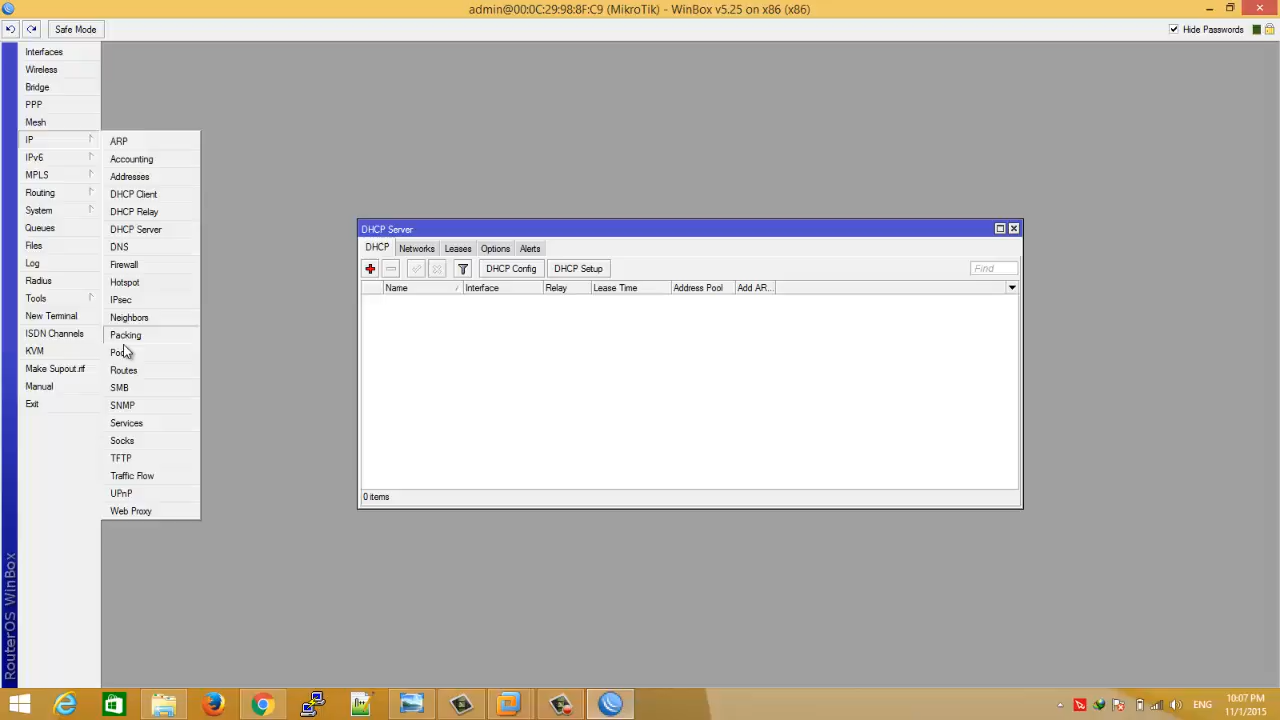 admin@00:0C:29:98:8F:C9 (MikroTik) - WinBox v5.25 on x86 (x86)
Safe Mode
Hide Passwords
Interfaces
Wireless
Bridge
PPP
Mesh
IP
IPv6
MPLS
Routing
System
Queues
Files
Log
Radius
Tools
New Terminal
ISDN Channels
KVM
Make Supout.rif
Manual
Exit
ARP
Accounting
Addresses
DHCP Client
DHCP Relay
DHCP Server
DNS
Firewall
Hotspot
IPsec
Neighbors
Packing
Routes
SMB
SNMP
Services
Socks
TFTP
Traffic Flow
UPnP
Web Proxy
DHCP Server
DHCP Networks Leases Options Alerts
DHCP Config DHCP Setup Find
Name / Interface Relay Lease Time Address Pool Add AR...
0 items
RouterOS WinBox
ENG
10:07 PM
11/1/2015